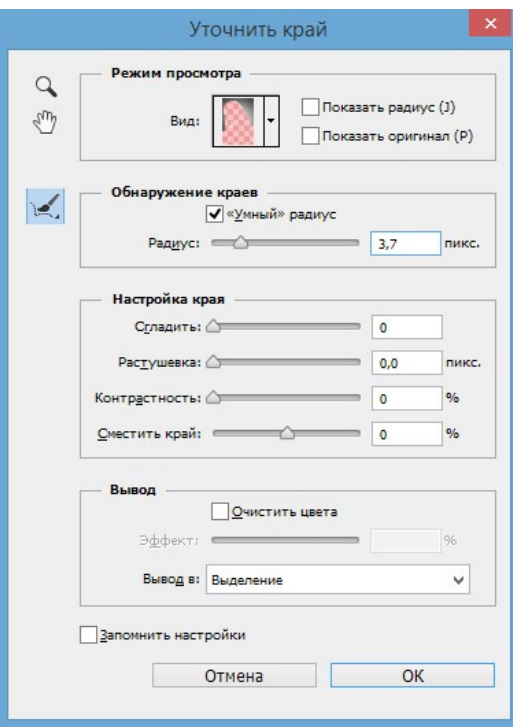 Уточнить край
Режим просмотра
Вид:
Показать радиус (J)
Показать оригинал (P)
Обнаружение краев
«Умный» радиус
Радиус: 3,7 пикс.
Настройка края
Сгладить: 0
Растушевка: 0,0 пикс.
Контрастность: 0 %
Сместить край: 0 %
Вывод
Очистить цвета
Эффект: %
Вывод в: Выделение
Запомнить настройки
Отмена OK